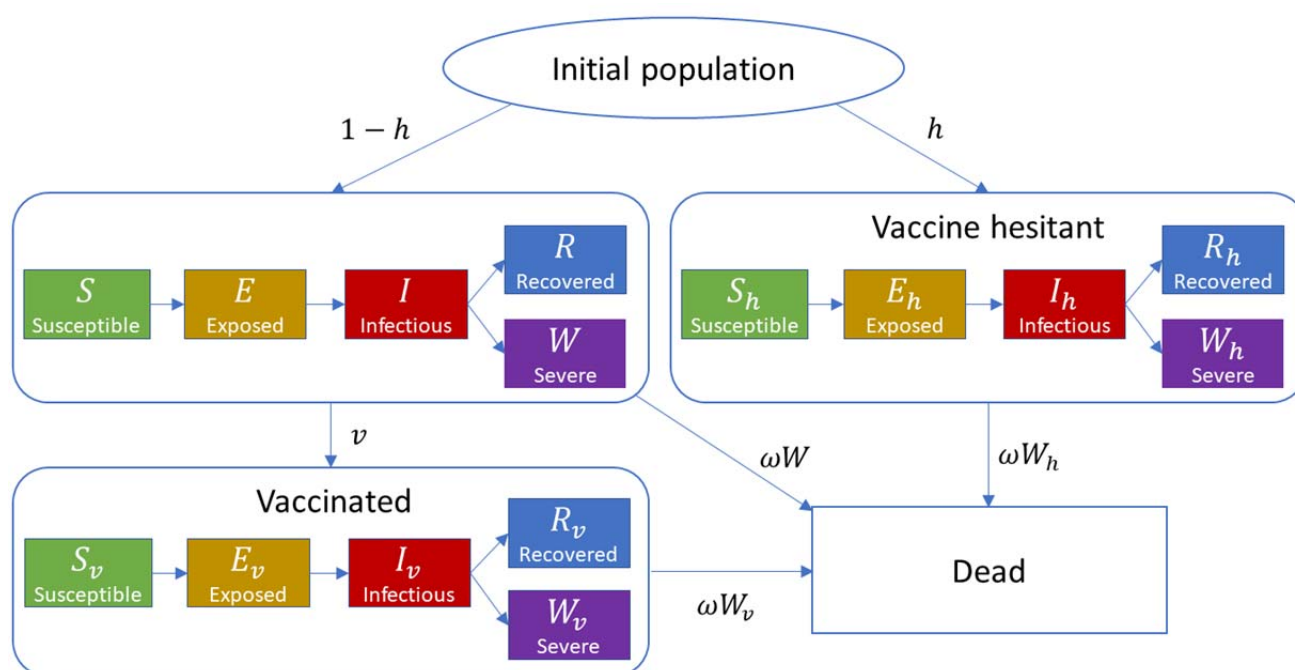 Initial population
1 − h
h
S
Susceptible
E
Exposed
I
Infectious
R
Recovered
W
Severe
Vaccine hesitant
S_h
Susceptible
E_h
Exposed
I_h
Infectious
R_h
Recovered
W_h
Severe
v
ωW
ωW_h
Vaccinated
S_v
Susceptible
E_v
Exposed
I_v
Infectious
R_v
Recovered
W_v
Severe
ωW_v
Dead